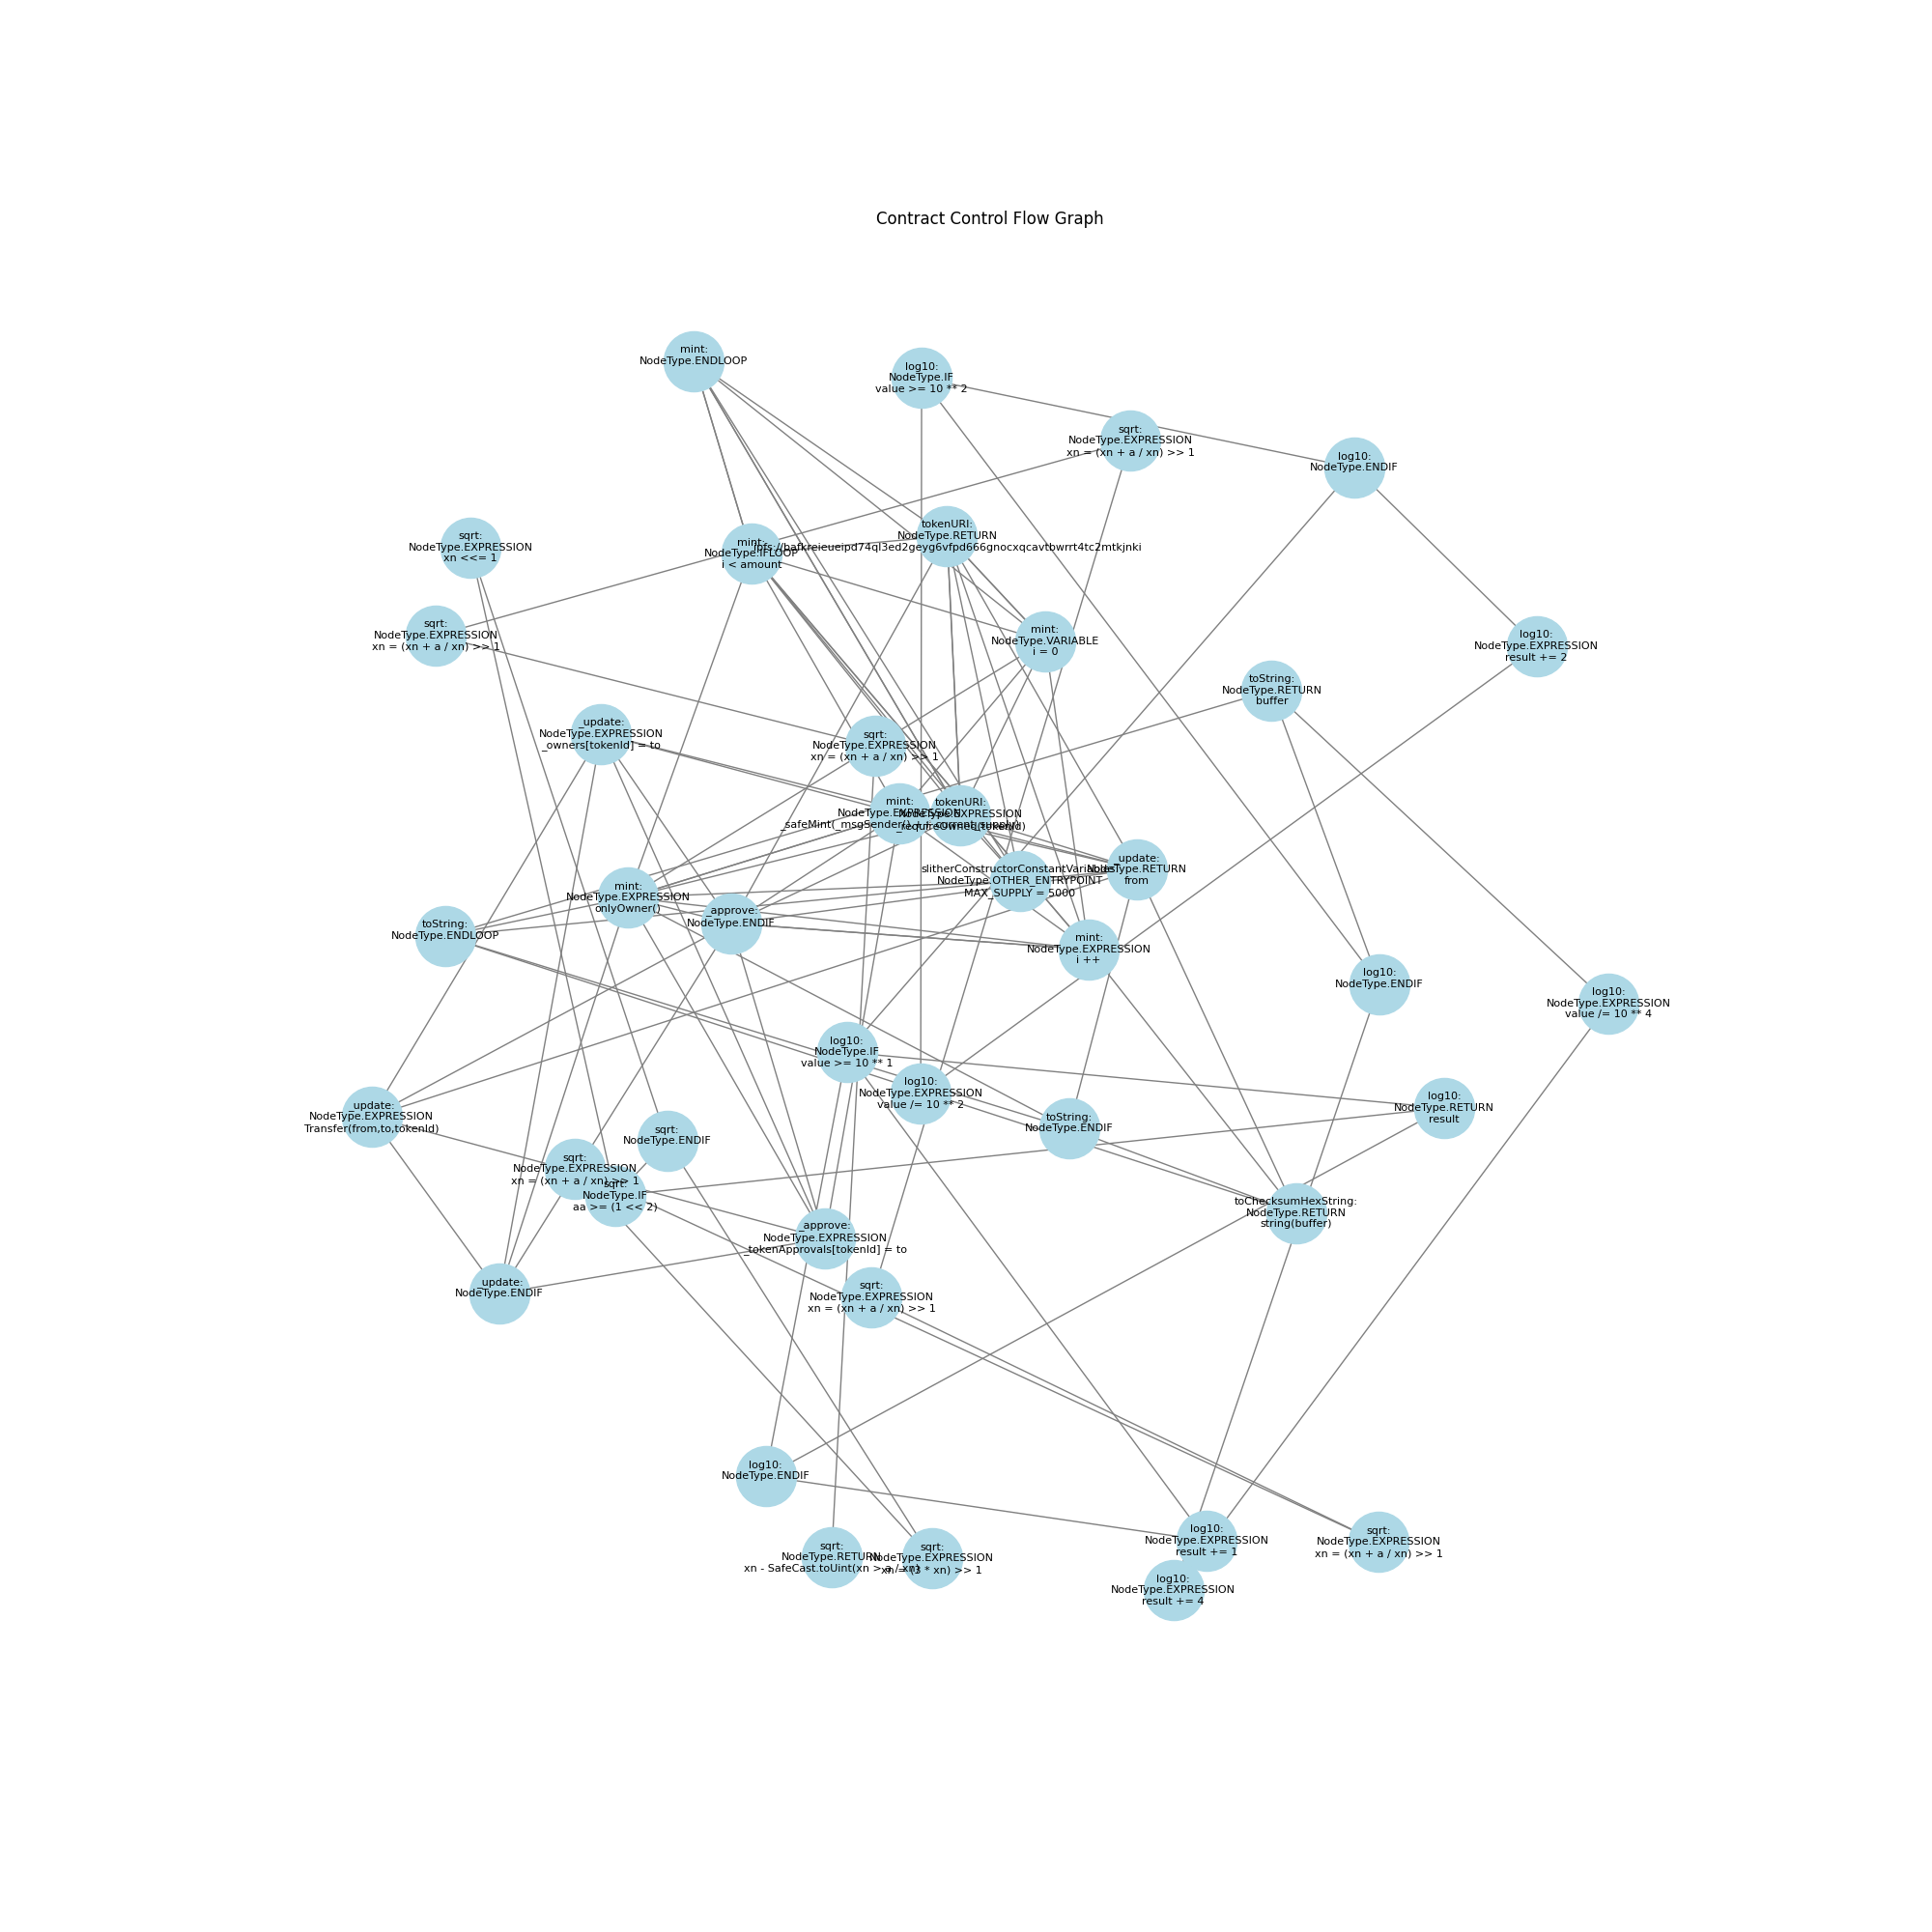 Contract Control Flow Graph
mint:
NodeType.ENDLOOP
log10:
NodeType.IF
value >= 10 ** 2
sqrt:
NodeType.EXPRESSION
xn = (xn + a / xn) >> 1
log10:
NodeType.ENDIF
sqrt:
NodeType.EXPRESSION
xn <<= 1
mint:
NodeType.IFLOOP
i < amount
tokenURI:
NodeType.RETURN
sqrt:
NodeType.EXPRESSION
xn = (xn + a / xn) >> 1
mint:
NodeType.VARIABLE
i = 0
log10:
NodeType.EXPRESSION
result += 2
toString:
NodeType.RETURN
buffer
_update:
NodeType.EXPRESSION
_owners[tokenId] = to
sqrt:
NodeType.EXPRESSION
xn = (xn + a / xn) >> 1
mint:
NodeType.EXPRESSION
tokenURI:
NodeType.EXPRESSION
_requireOwned(tokenId)
slitherConstructorConstantVariables:
NodeType.OTHER_ENTRYPOINT
MAX_SUPPLY = 5000
_update:
NodeType.RETURN
from
mint:
NodeType.EXPRESSION
onlyOwner()
_approve:
NodeType.ENDIF
toString:
NodeType.ENDLOOP
mint:
NodeType.EXPRESSION
i ++
log10:
NodeType.ENDIF
log10:
NodeType.EXPRESSION
value /= 10 ** 4
log10:
NodeType.IF
value >= 10 ** 1
log10:
NodeType.EXPRESSION
value /= 10 ** 2
_update:
NodeType.EXPRESSION
Transfer(from,to,tokenId)
sqrt:
NodeType.ENDIF
toString:
NodeType.ENDIF
log10:
NodeType.RETURN
result
sqrt:
NodeType.EXPRESSION
xn = (xn + a / xn) >> 1
sqrt:
NodeType.IF
aa >= (1 << 2)
toChecksumHexString:
NodeType.RETURN
string(buffer)
_approve:
NodeType.EXPRESSION
_tokenApprovals[tokenId] = to
_update:
NodeType.ENDIF
sqrt:
NodeType.EXPRESSION
xn = (xn + a / xn) >> 1
log10:
NodeType.ENDIF
sqrt:
NodeType.RETURN
xn - SafeCast.toUint(xn > a / xn)
sqrt:
NodeType.EXPRESSION
xn = (3 * xn) >> 1
log10:
NodeType.EXPRESSION
result += 1
sqrt:
NodeType.EXPRESSION
xn = (xn + a / xn) >> 1
log10:
NodeType.EXPRESSION
result += 4